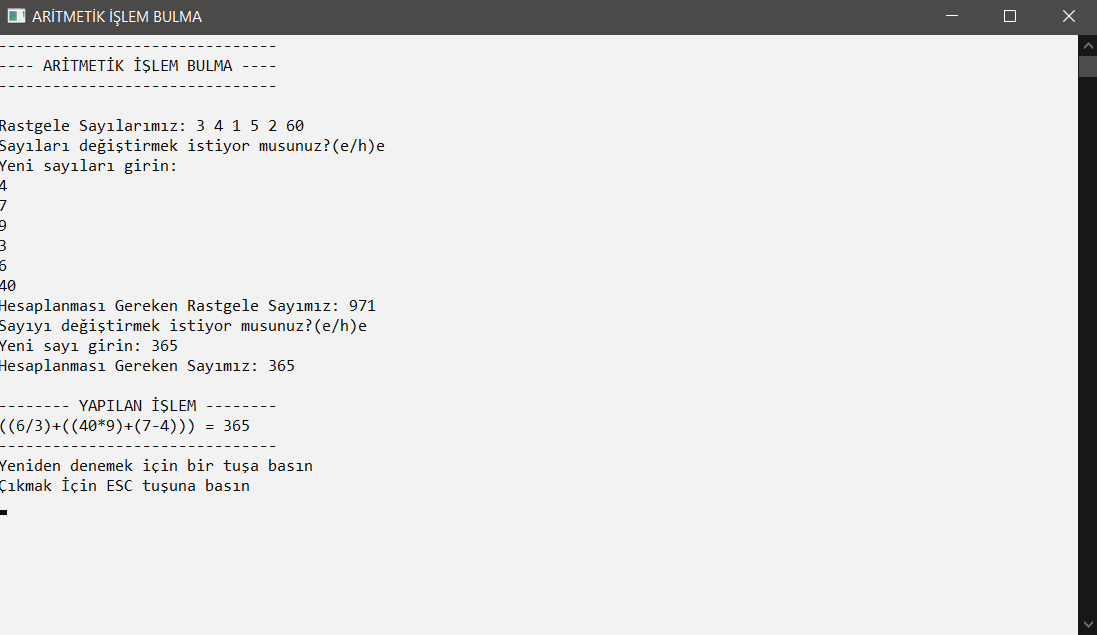 ARİTMETİK İŞLEM BULMA
-------------------------------
---- ARİTMETİK İŞLEM BULMA ----
-------------------------------
Rastgele Sayılarımız: 3 4 1 5 2 60
Sayıları değiştirmek istiyor musunuz?(e/h)e
Yeni sayıları girin:
4
7
9
3
6
40
Hesaplanması Gereken Rastgele Sayımız: 971
Sayıyı değiştirmek istiyor musunuz?(e/h)e
Yeni sayı girin: 365
Hesaplanması Gereken Sayımız: 365
-------- YAPILAN İŞLEM --------
((6/3)+((40*9)+(7-4))) = 365
-------------------------------
Yeniden denemek için bir tuşa basın
Çıkmak İçin ESC tuşuna basın